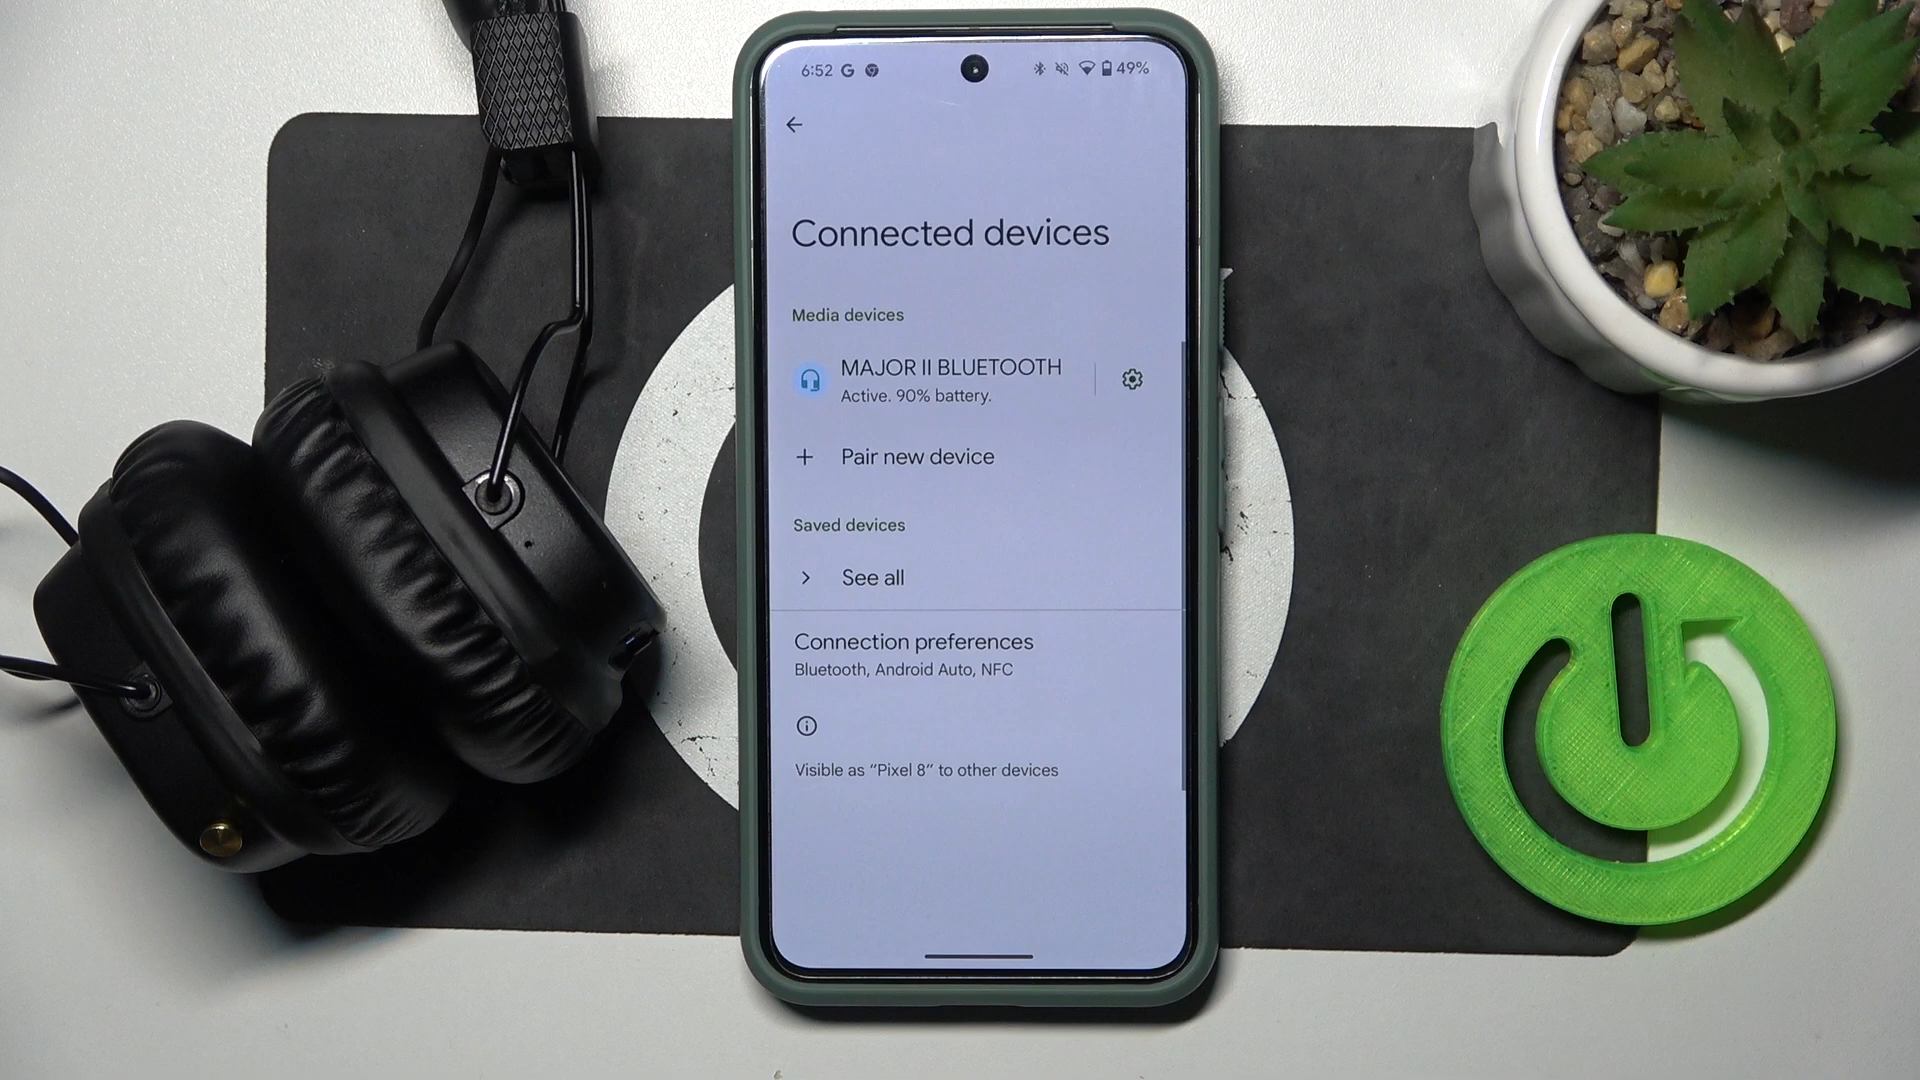 6:52 49%
Connected devices
Media devices
MAJOR II BLUETOOTH
Active. 90% battery.
Pair new device
Saved devices
See all
Connection preferences
Bluetooth, Android Auto, NFC
Visible as “Pixel 8” to other devices